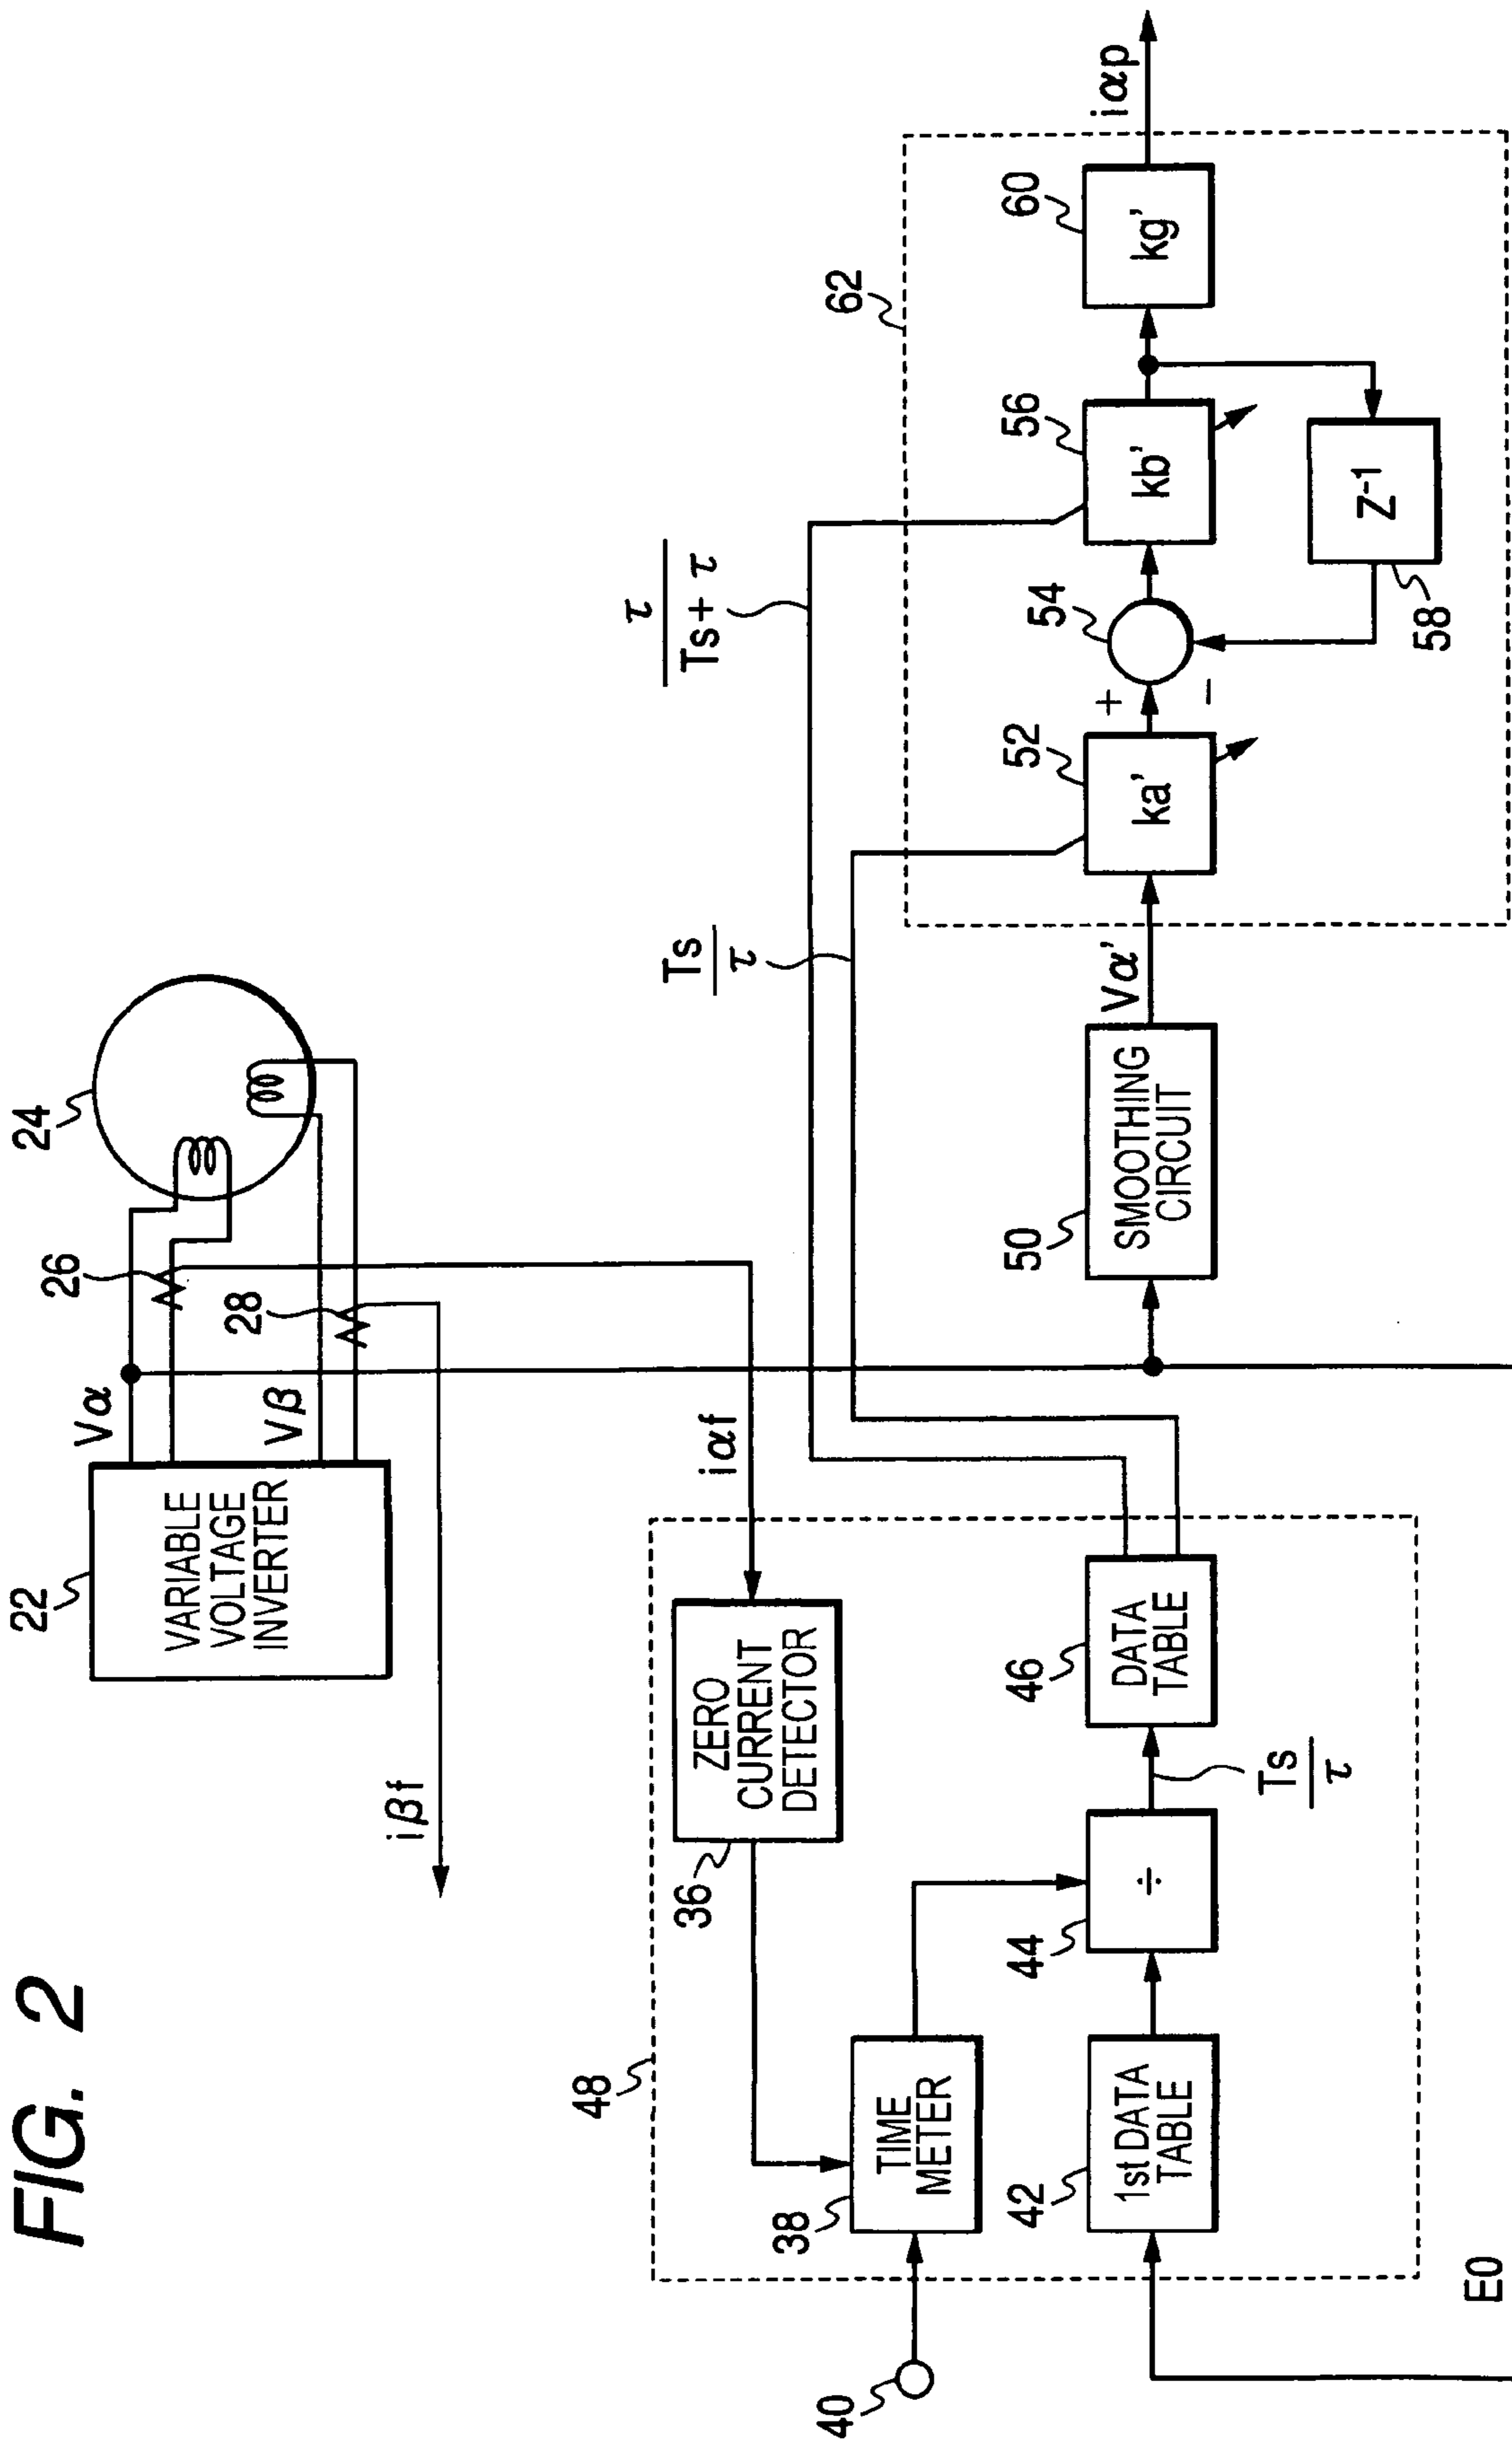 FIG. 2
22
VARIABLE
VOLTAGE
INVERTER
Vα
Vβ
24
26
28
iβf
iαf
48
ZERO
CURRENT
DETECTOR
36
TIME
METER
38
40
1st DATA
TABLE
42
÷
44
Ts
τ
DATA
TABLE
46
E0
Ts
τ
τ
Ts + τ
SMOOTHING
CIRCUIT
50
Vα'
62
ka'
52
+
−
54
kb'
56
Z⁻¹
58
kg'
60
iαp